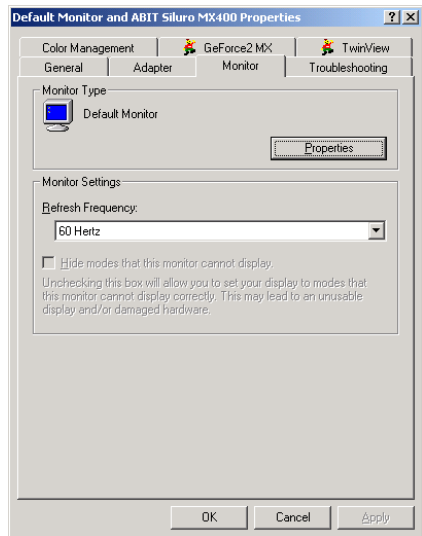 Default Monitor and ABIT Siluro MX400 Properties
Color Management GeForce2 MX TwinView
General Adapter Monitor Troubleshooting
Monitor Type
Default Monitor
Properties
Monitor Settings
Refresh Frequency:
60 Hertz
Hide modes that this monitor cannot display.
Unchecking this box will allow you to set your display to modes that
this monitor cannot display correctly. This may lead to an unusable
display and/or damaged hardware.
OK Cancel Apply